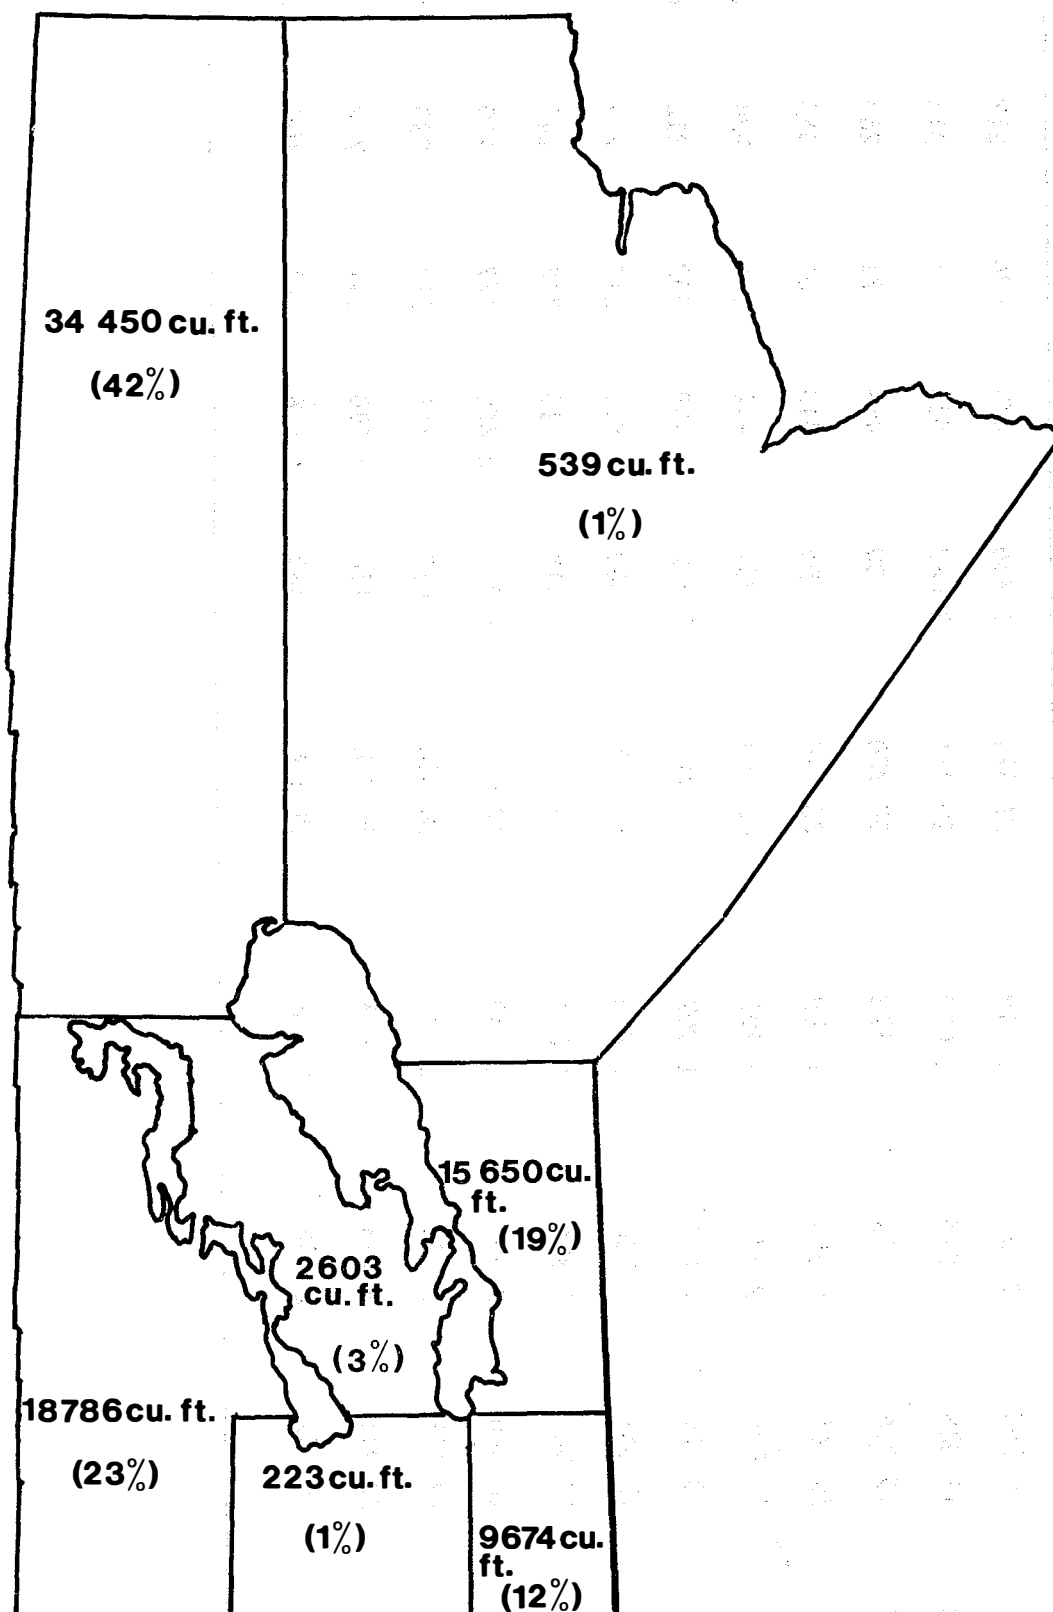 34 450 cu. ft.
(42%)
539 cu. ft.
(1%)
15 650 cu.
ft.
(19%)
2603
cu. ft.
(3%)
18786 cu. ft.
(23%)
223 cu. ft.
(1%)
9674 cu.
ft.
(12%)